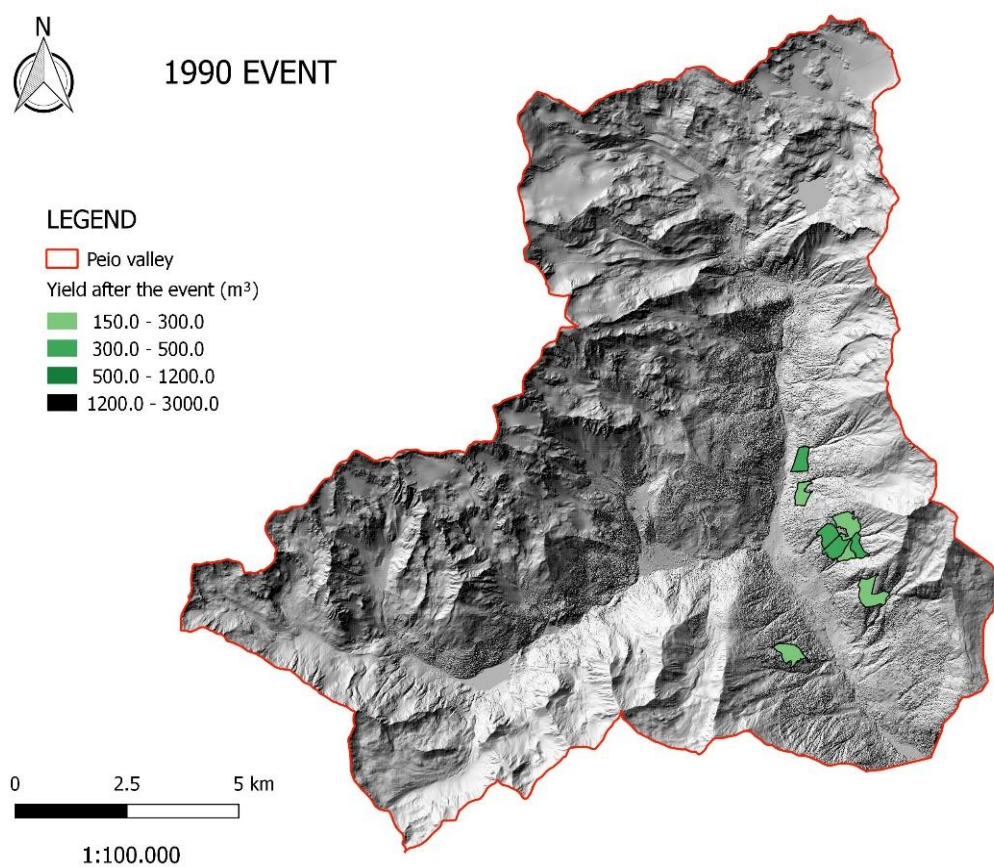 N
1990 EVENT
LEGEND
Peio valley
Yield after the event (m³)
150.0 - 300.0
300.0 - 500.0
500.0 - 1200.0
1200.0 - 3000.0
0 2.5 5 km
1:100.000